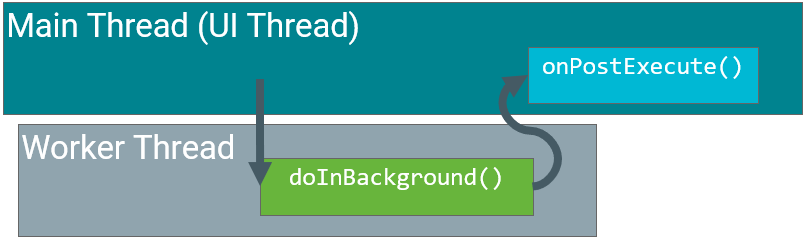 Main Thread (UI Thread)
onPostExecute()
Worker Thread
doInBackground()